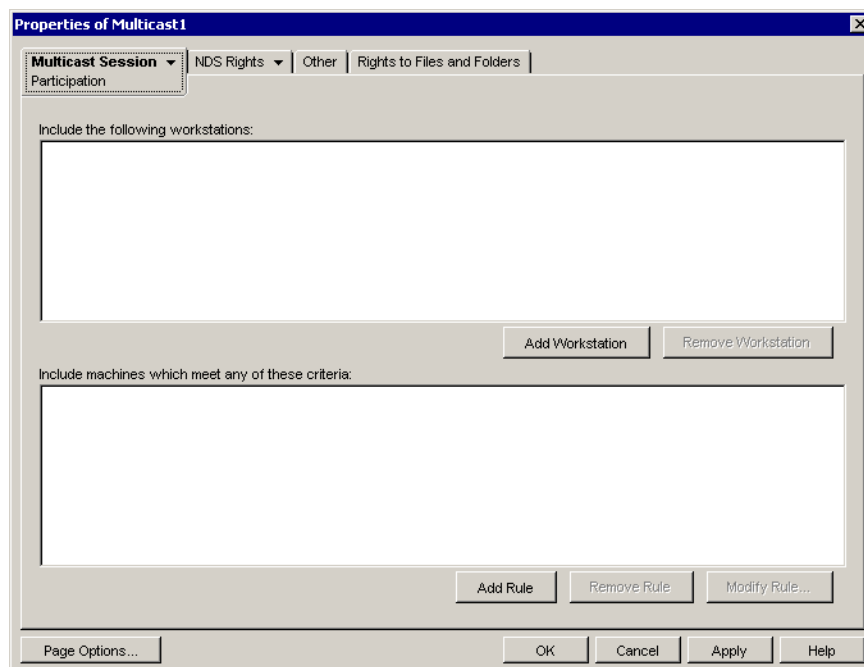 Properties of Multicast1
Multicast Session NDS Rights Other Rights to Files and Folders
Participation
Include the following workstations:
Add Workstation Remove Workstation
Include machines which meet any of these criteria:
Add Rule Remove Rule Modify Rule...
Page Options... OK Cancel Apply Help